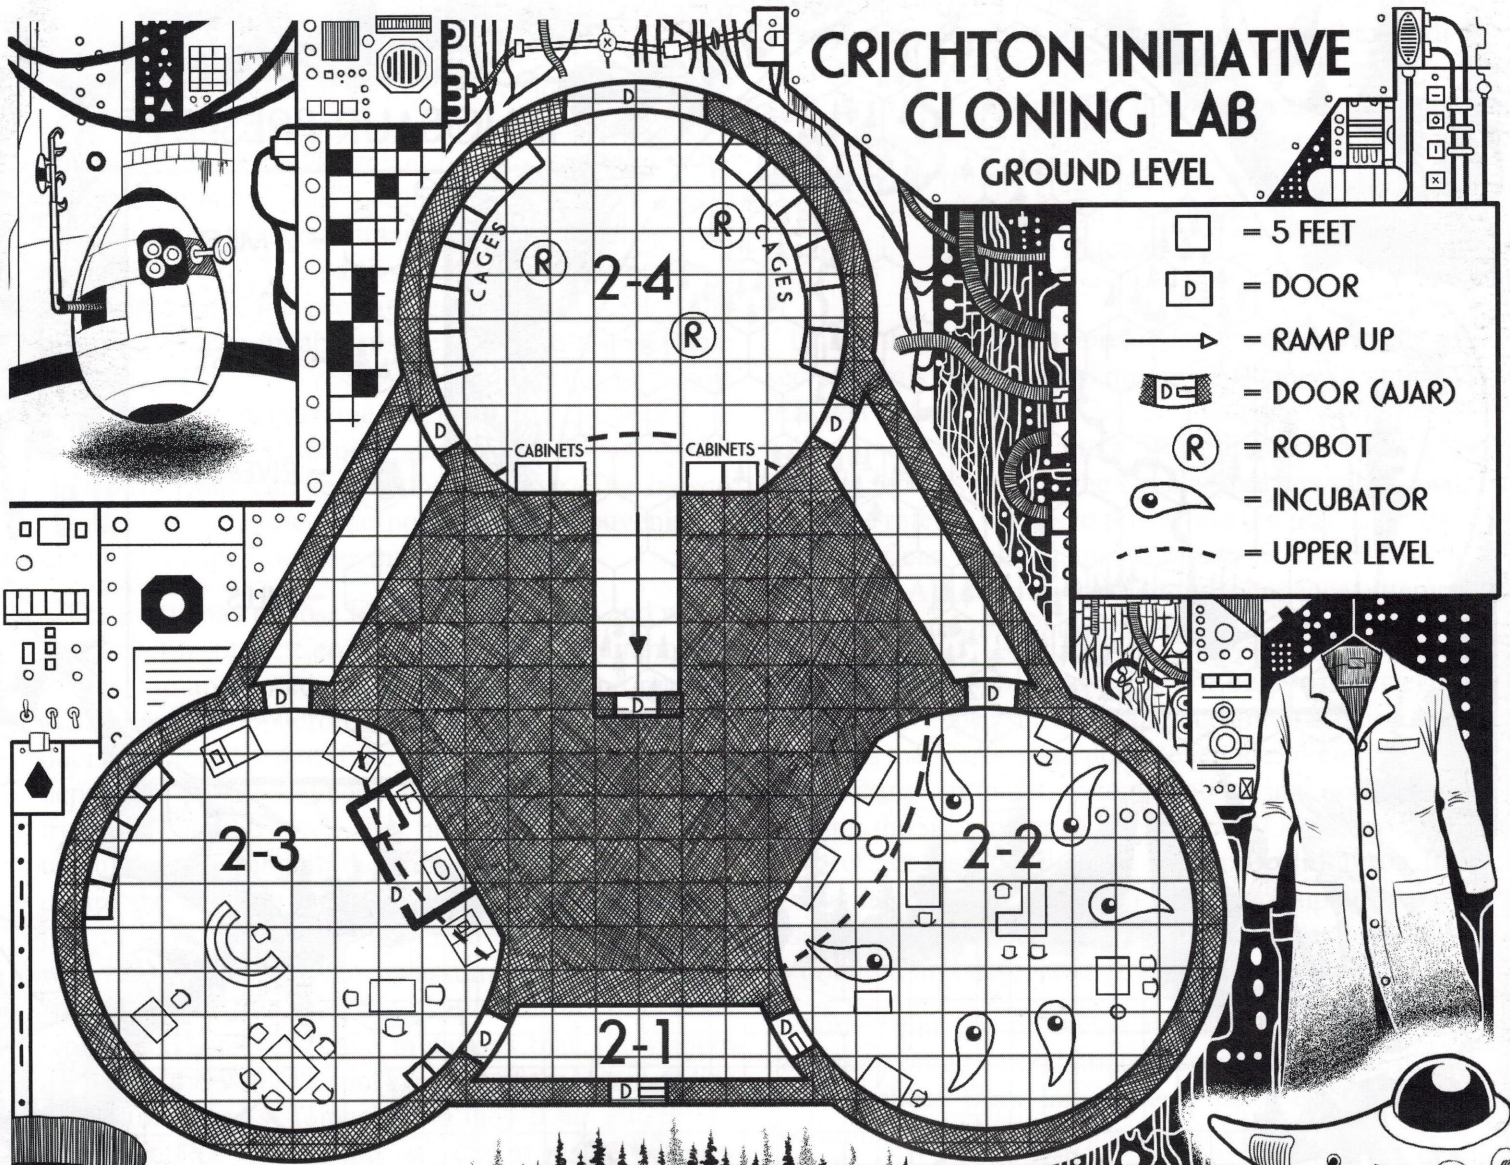 CRICHTON INITIATIVE
CLONING LAB
GROUND LEVEL
= 5 FEET
D = DOOR
= RAMP UP
D = DOOR (AJAR)
R = ROBOT
= INCUBATOR
= UPPER LEVEL
D
R
R
CAGES
CAGES
2-4
R
D
D
CABINETS
CABINETS
D
D
D
2-3
2-2
D
D
2-1
D
D